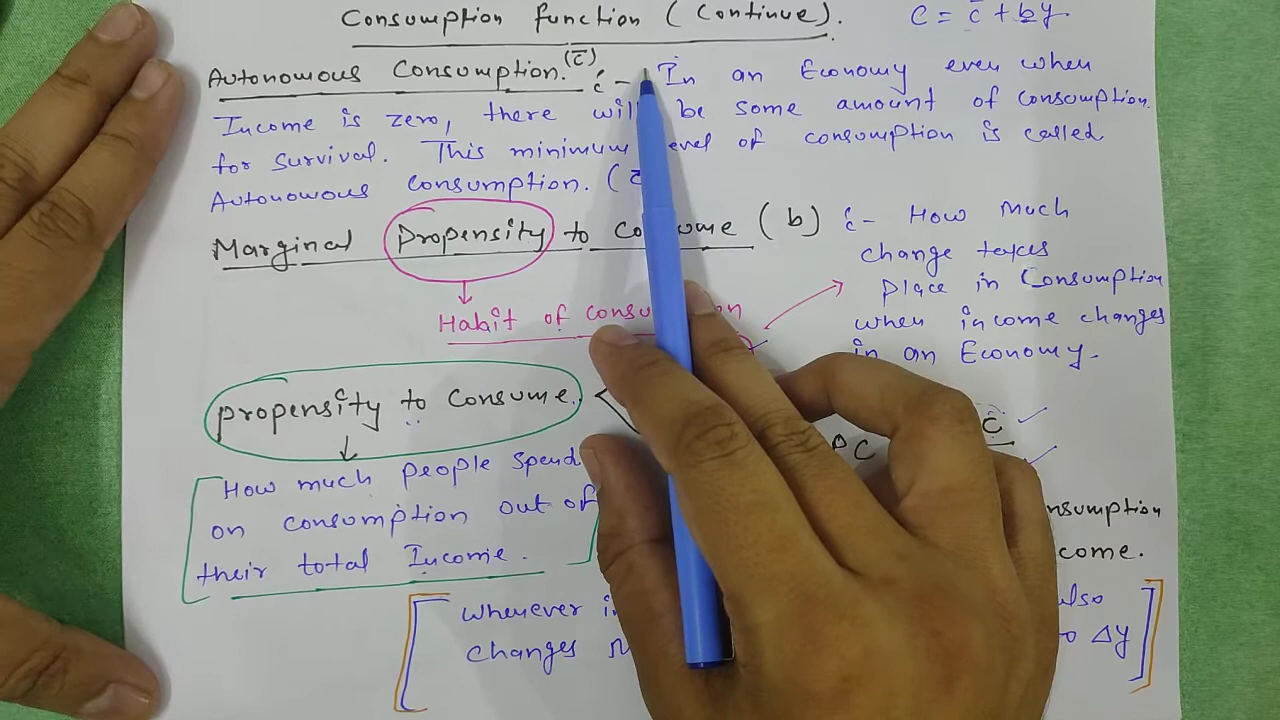 Consumption function (Continue).
C = c̄ + by
Autonomous Consumption. (c̄) :- In an Economy even when
Income is zero, there will be some amount of consumption.
for survival. This minimum level of consumption is called
Autonomous consumption. (c̄
Marginal Propensity to Consume (b) :- How Much
change takes
place in Consumption
when income changes
in an Economy.
Habit of
propensity to Consume.
How much people spend
on consumption out of
their total Income.
C
PC
nsumption
come.
Whenever
also
changes
Δy